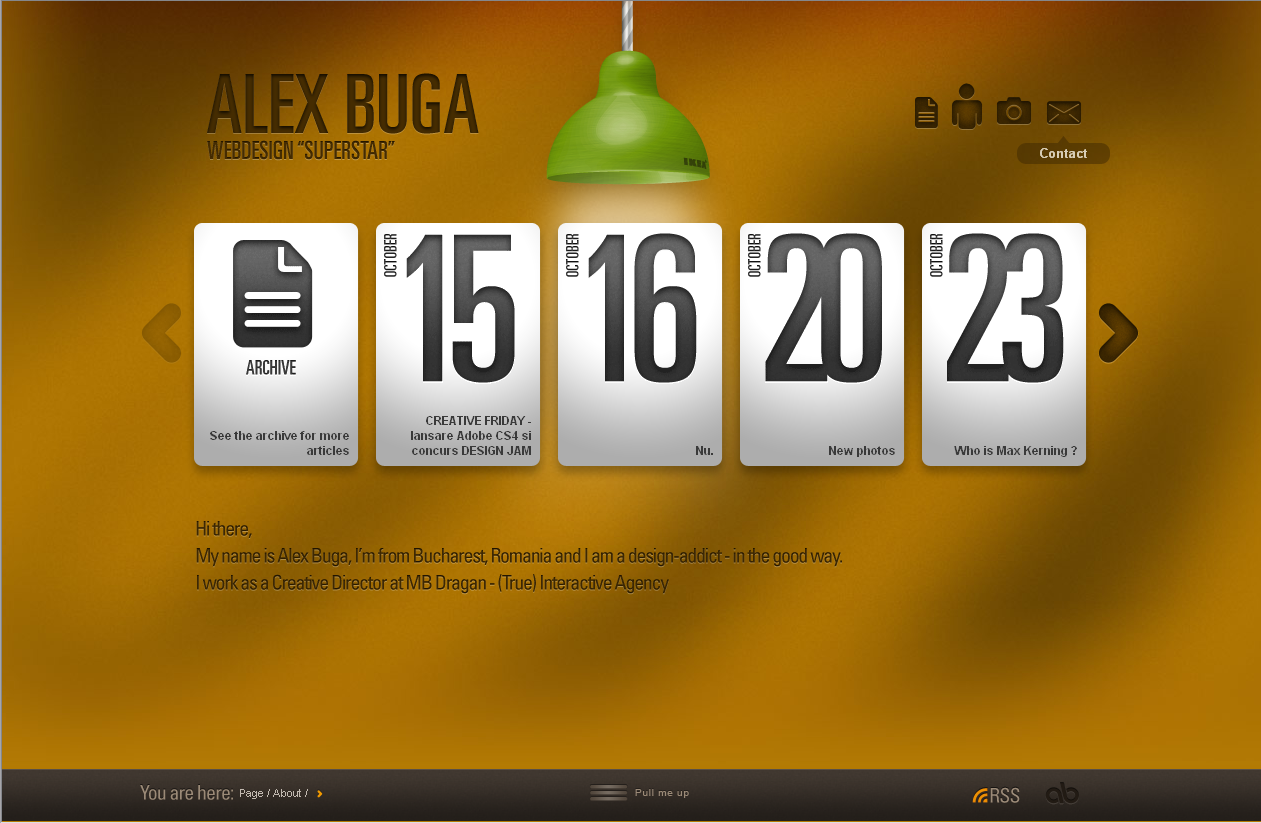 ALEX BUGA
WEBDESIGN “SUPERSTAR”
IKEA
Contact
ARCHIVE
See the archive for more
articles
OCTOBER
15
CREATIVE FRIDAY -
lansare Adobe CS4 si
concurs DESIGN JAM
OCTOBER
16
Nu.
OCTOBER
20
New photos
OCTOBER
23
Who is Max Kerning ?
Hi there,
My name is Alex Buga, I'm from Bucharest, Romania and I am a design-addict - in the good way.
I work as a Creative Director at MB Dragan - (True) Interactive Agency
You are here: Page / About /
Pull me up
RSS
ab